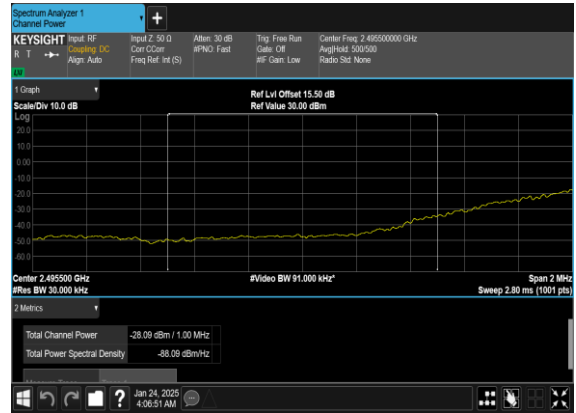 Spectrum Analyzer 1
Channel Power
KEYSIGHT
R T
LV
Input: RF
Coupling: DC
Align: Auto
Input Z: 50 Ω
Corr CCorr
Freq Ref: Int (S)
Atten: 30 dB
#PNO: Fast
Trig: Free Run
Gate: Off
#IF Gain: Low
Center Freq: 2.495500000 GHz
Avg|Hold: 500/500
Radio Std: None
1 Graph
Scale/Div 10.0 dB
Ref Lvl Offset 15.50 dB
Ref Value 30.00 dBm
Log
20.0
10.0
0.00
-10.0
-20.0
-30.0
-40.0
-50.0
-60.0
Center 2.495500 GHz
#Video BW 91.000 kHz*
Span 2 MHz
#Res BW 30.000 kHz
Sweep 2.80 ms (1001 pts)
2 Metrics
Total Channel Power -28.09 dBm / 1.00 MHz
Total Power Spectral Density -88.09 dBm/Hz
?
Jan 24, 2025
4:06:51 AM